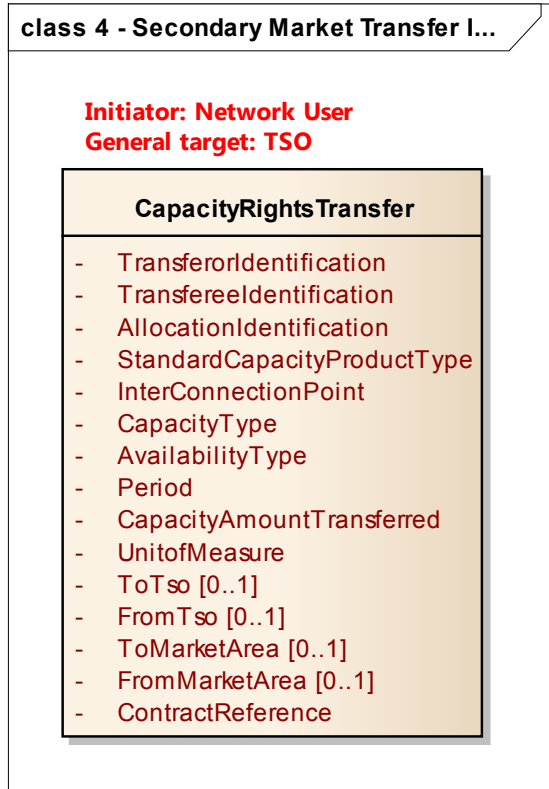 class 4 - Secondary Market Transfer I...
Initiator: Network User
General target: TSO
CapacityRightsTransfer
- TransferorIdentification
- TransfereeIdentification
- AllocationIdentification
- StandardCapacityProductType
- InterConnectionPoint
- CapacityType
- AvailabilityType
- Period
- CapacityAmountTransferred
- UnitofMeasure
- ToTso [0..1]
- FromTso [0..1]
- ToMarketArea [0..1]
- FromMarketArea [0..1]
- ContractReference